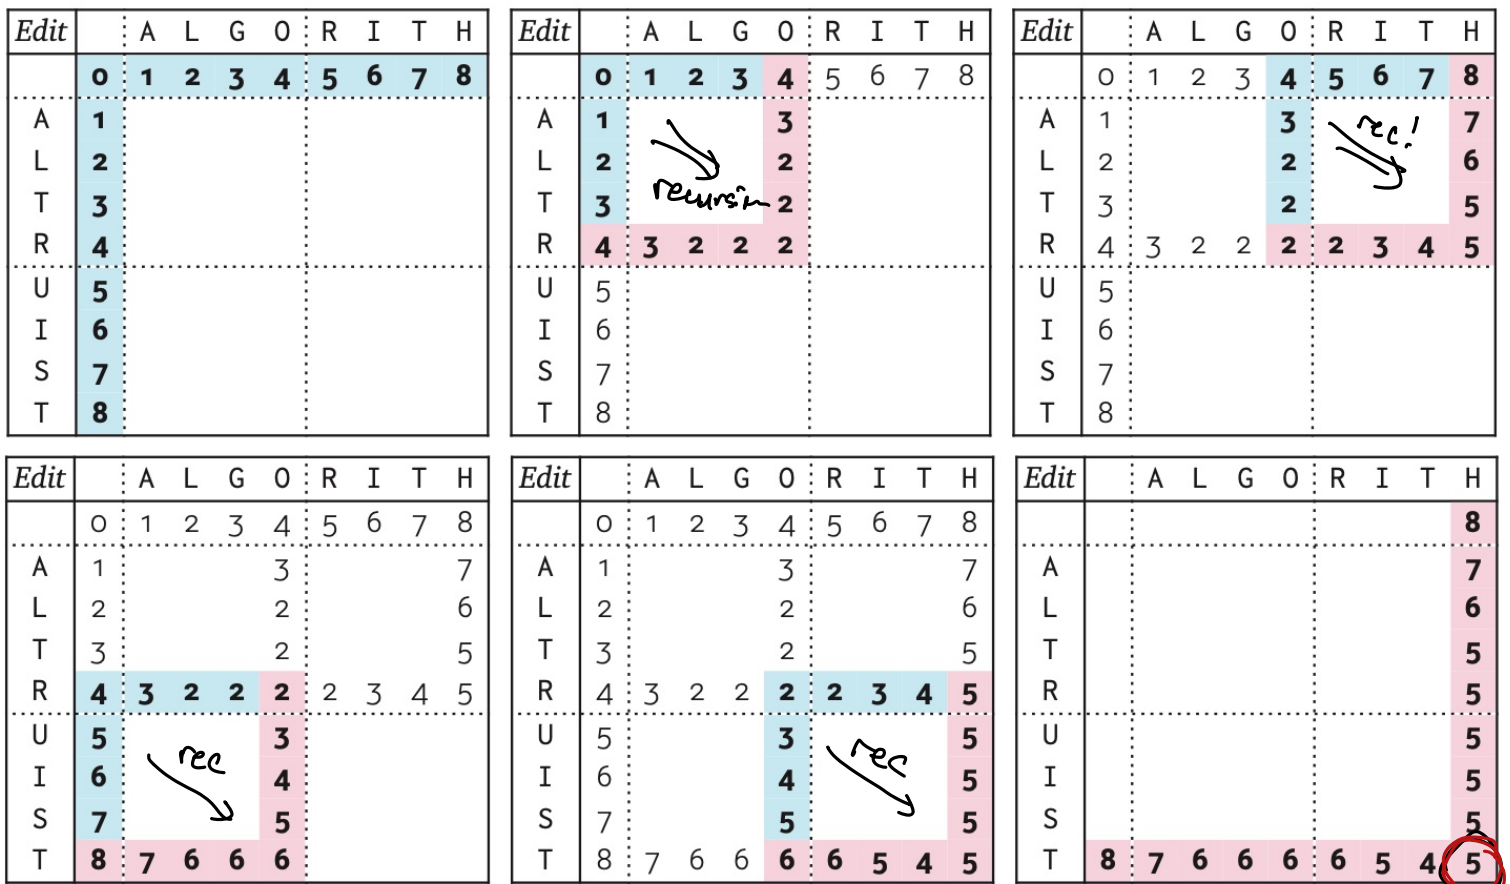 Edit A L G O R I T H
0 1 2 3 4 5 6 7 8
A 1
L 2
T 3
R 4
U 5
I 6
S 7
T 8
Edit A L G O R I T H
0 1 2 3 4 5 6 7 8
A 1 3
L 2 2
T 3 recursion 2
R 4 3 2 2 2
U 5
I 6
S 7
T 8
Edit A L G O R I T H
0 1 2 3 4 5 6 7 8
A 1 3 rec! 7
L 2 2 6
T 3 2 5
R 4 3 2 2 2 2 3 4 5
U 5
I 6
S 7
T 8
Edit A L G O R I T H
0 1 2 3 4 5 6 7 8
A 1 3 7
L 2 2 6
T 3 2 5
R 4 3 2 2 2 2 3 4 5
U 5 rec 3
I 6 4
S 7 5
T 8 7 6 6 6
Edit A L G O R I T H
0 1 2 3 4 5 6 7 8
A 1 3 7
L 2 2 6
T 3 2 5
R 4 3 2 2 2 2 3 4 5
U 5 3 rec 5
I 6 4 5
S 7 5 5
T 8 7 6 6 6 6 5 4 5
Edit A L G O R I T H
8
A 7
L 6
T 5
R 5
U 5
I 5
S 5
T 8 7 6 6 6 6 5 4 5